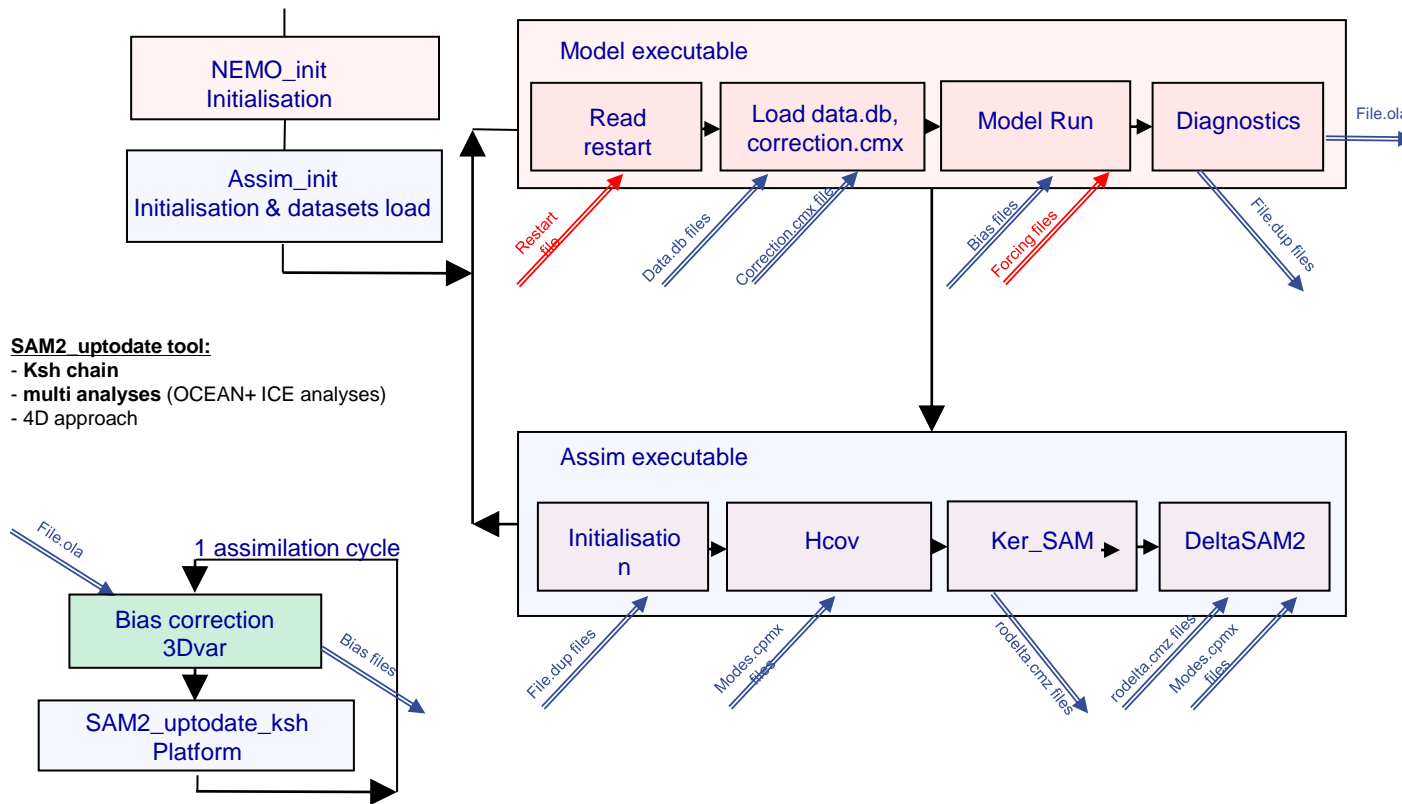 NEMO_init
Initialisation
Assim_init
Initialisation & datasets load
Model executable
Read
restart
Load data.db,
correction.cmx
Model Run
Diagnostics
File.ola
Restart
file
Data.db files
Correction.cmx file
Bias files
Forcing files
File.dup files
SAM2_uptodate tool:
- Ksh chain
- multi analyses (OCEAN+ ICE analyses)
- 4D approach
Assim executable
Initialisatio
n
Hcov
Ker_SAM
DeltaSAM2
File.dup files
Modes.cpmx
files
rodelta.cmz files
rodelta.cmz files
Modes.cpmx
files
File.ola
1 assimilation cycle
Bias correction
3Dvar
Bias files
SAM2_uptodate_ksh
Platform